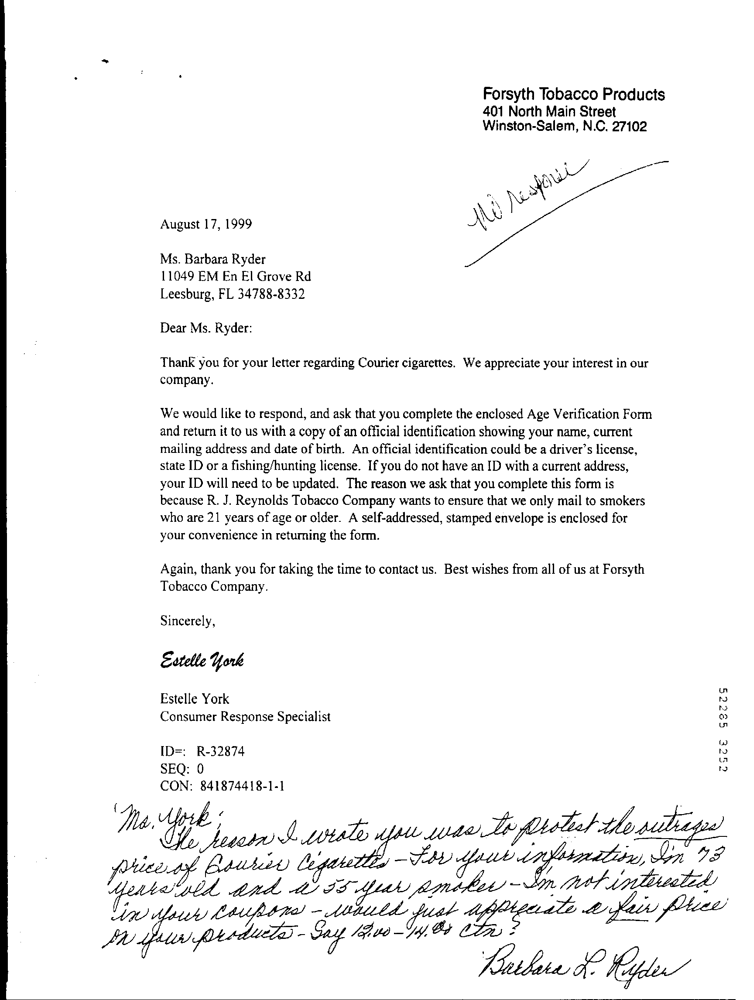 Forsyth Tobacco Products
401 North Main Street
Winston-Salem, N.C. 27102
No response
August 17, 1999
Ms. Barbara Ryder
11049 EM En El Grove Rd
Leesburg, FL 34788-8332
Dear Ms. Ryder:
Thank you for your letter regarding Courier cigarettes. We appreciate your interest in our
company.
We would like to respond, and ask that you complete the enclosed Age Verification Form
and return it to us with a copy of an official identification showing your name, current
mailing address and date of birth. An official identification could be a driver's license,
state ID or a fishing/hunting license. If you do not have an ID with a current address,
your ID will need to be updated. The reason we ask that you complete this form is
because R. J. Reynolds Tobacco Company wants to ensure that we only mail to smokers
who are 21 years of age or older. A self-addressed, stamped envelope is enclosed for
your convenience in returning the form.
Again, thank you for taking the time to contact us. Best wishes from all of us at Forsyth
Tobacco Company.
Sincerely,
Estelle York
Estelle York
Consumer Response Specialist
ID=: R-32874
SEQ: 0
CON: 841874418-1-1
52285 3252
Ms. York;
The reason I wrote you was to protest the outrages
price of Courier Cigarettes - For your information, I'm 73
years old and a 55 year smoker - I'm not interested
in your coupons - would just appreciate a fair price
on your products - Say 12.00 - 14.00 ctn?
Barbara L. Ryder